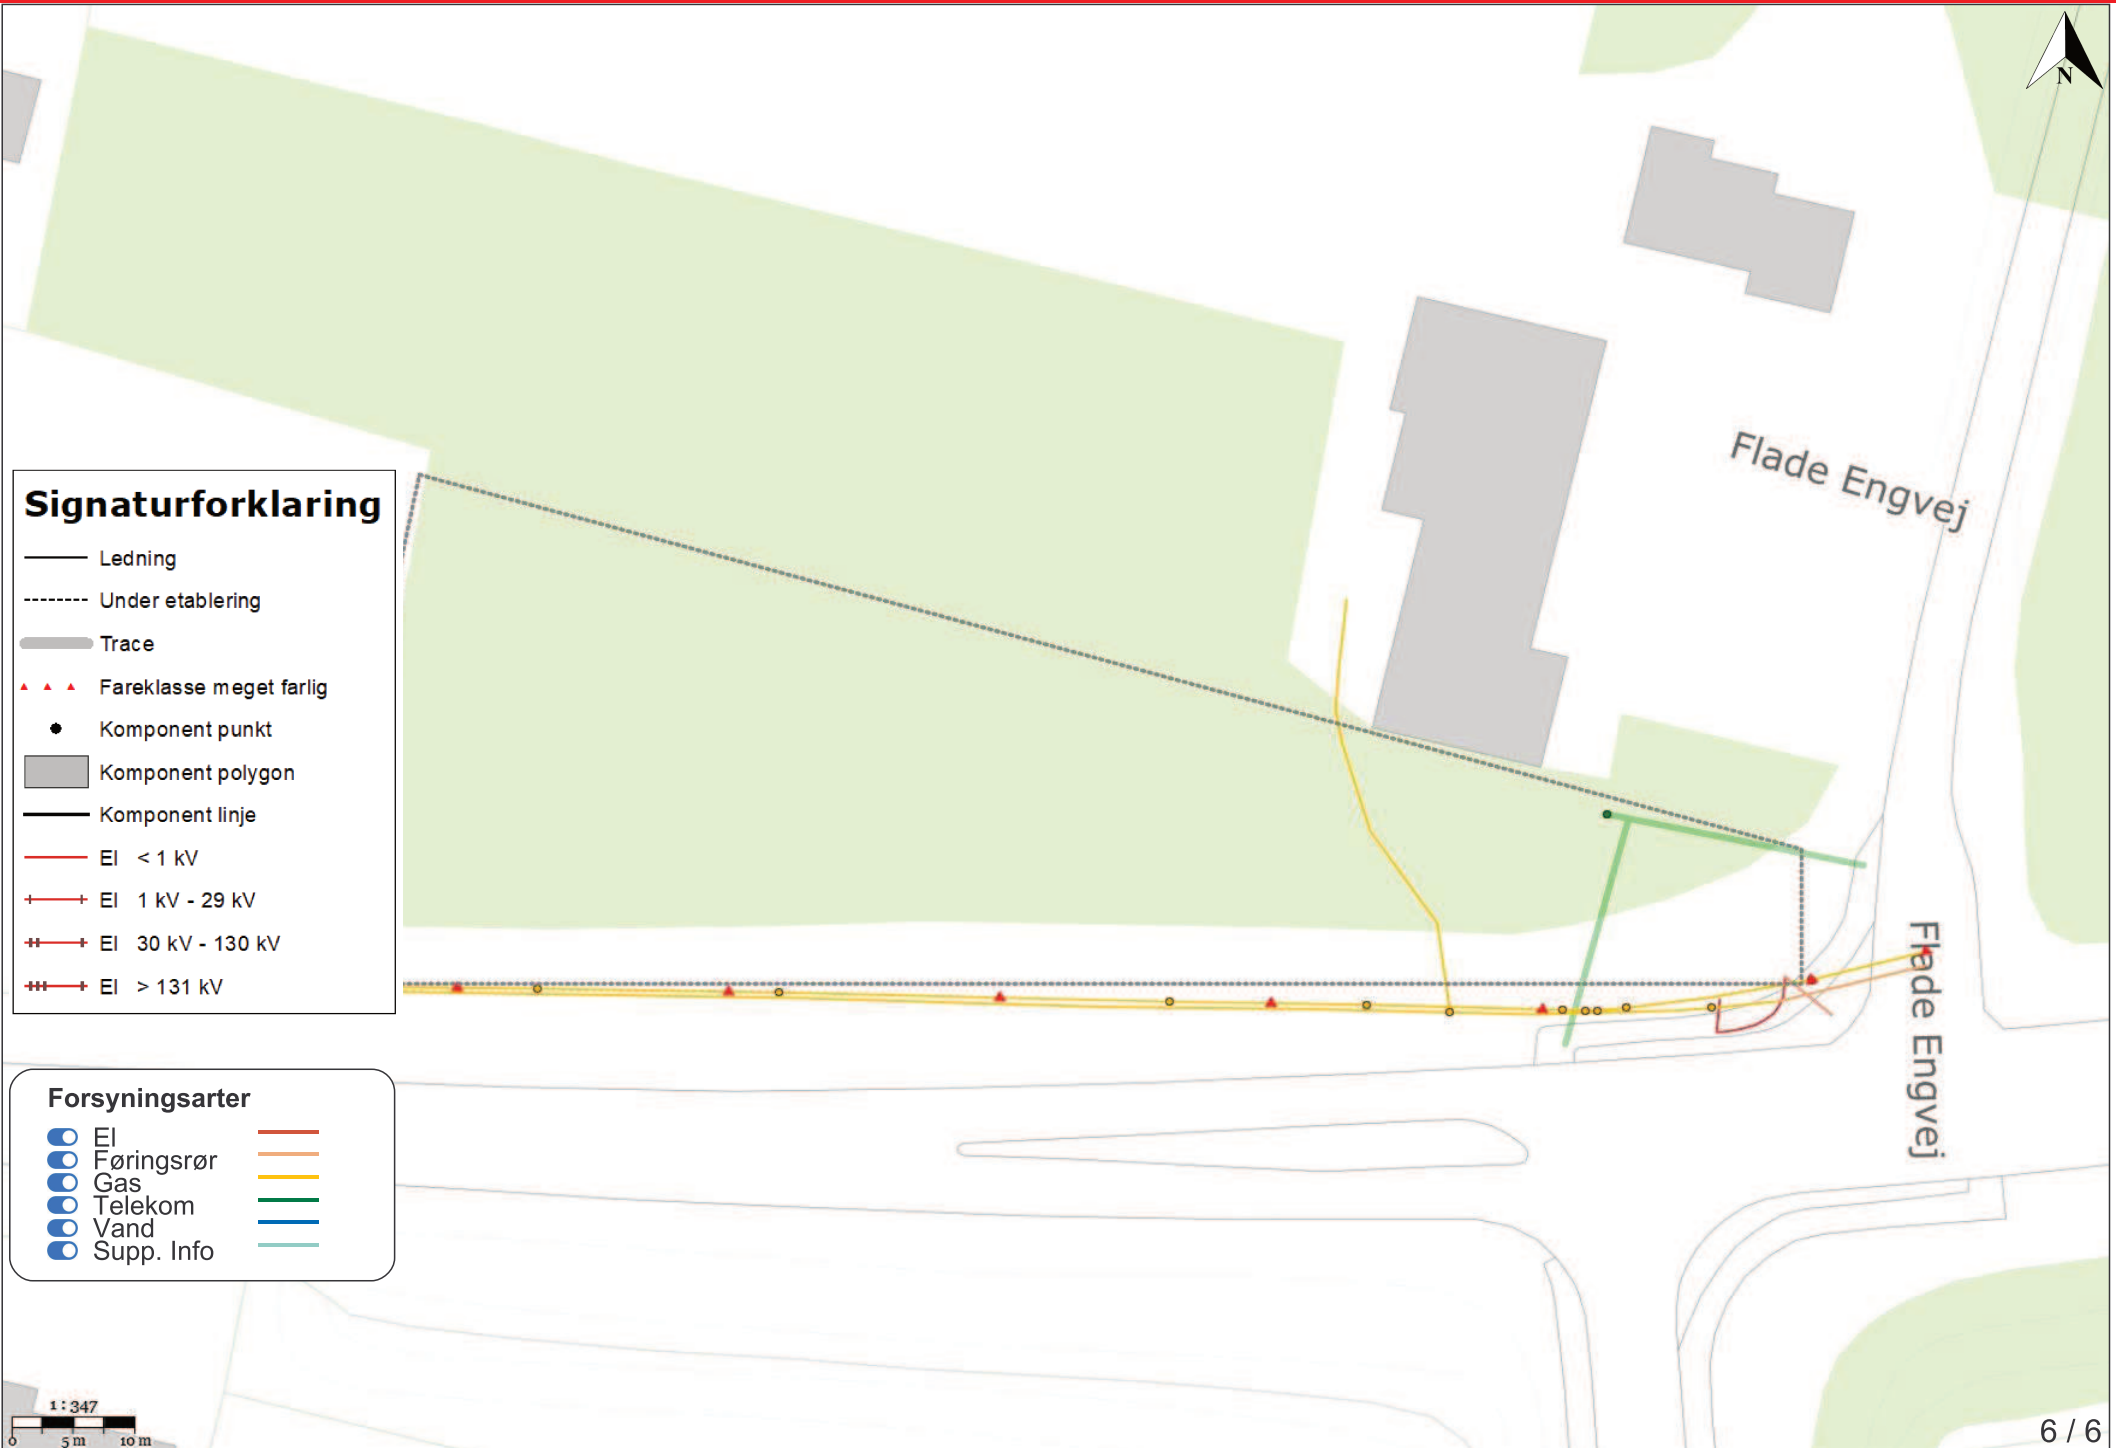 N
Flade Engvej
Signaturforklaring
Ledning
Under etablering
Trace
Fareklasse meget farlig
Komponent punkt
Komponent polygon
Komponent linje
El < 1 kV
El 1 kV - 29 kV
El 30 kV - 130 kV
El > 131 kV
Flade Engvej
Forsyningsarter
El
Føringsrør
Gas
Telekom
Vand
Supp. Info
1 : 347
0 5 m 10 m
6 / 6